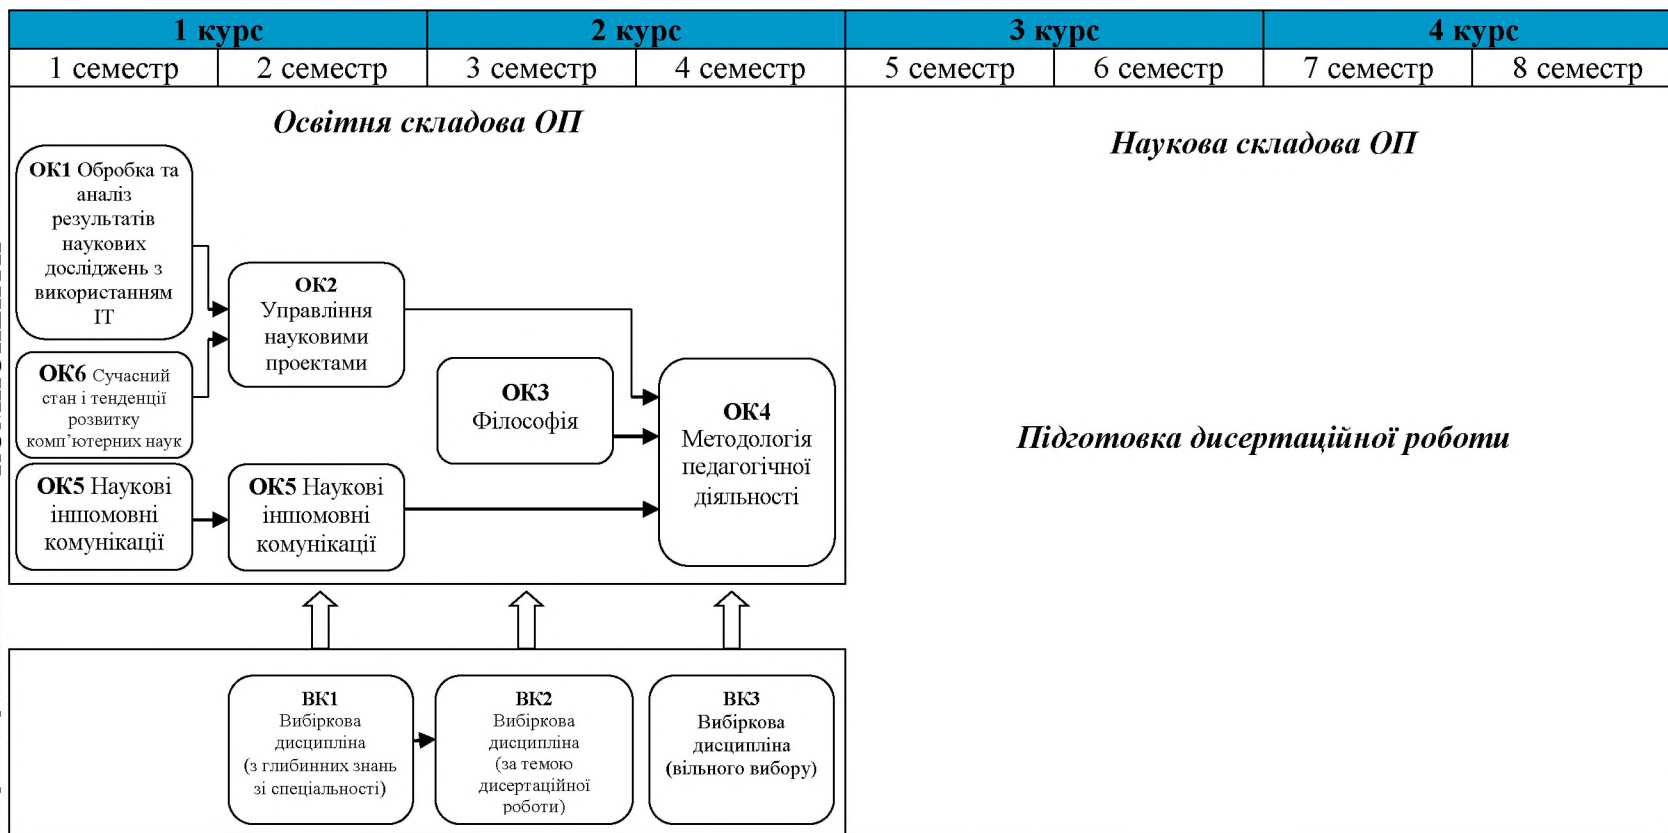 1 курс 2 курс 3 курс 4 курс
1 семестр 2 семестр 3 семестр 4 семестр 5 семестр 6 семестр 7 семестр 8 семестр
Освітня складова ОП
Наукова складова ОП
ОК1 Обробка та
аналіз
результатів
наукових
досліджень з
використанням
ІТ
ОК2
Управління
науковими
проектами
ОК6 Сучасний
стан і тенденції
розвитку
комп’ютерних наук
ОК3
Філософія
ОК4
Методологія
педагогічної
діяльності
Підготовка дисертаційної роботи
ОК5 Наукові
іншомовні
комунікації
ОК5 Наукові
іншомовні
комунікації
ВК1
Вибіркова
дисципліна
(з глибинних знань
зі спеціальності)
ВК2
Вибіркова
дисципліна
(за темою
дисертаційної
роботи)
ВК3
Вибіркова
дисципліна
(вільного вибору)